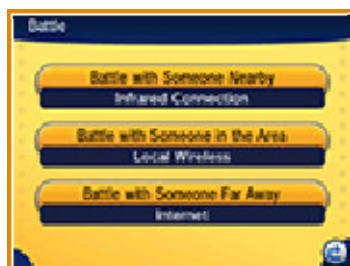 Battle
Battle with Someone Nearby
Infrared Connection
Battle with Someone in the Area
Local Wireless
Battle with Someone Far Away
Internet